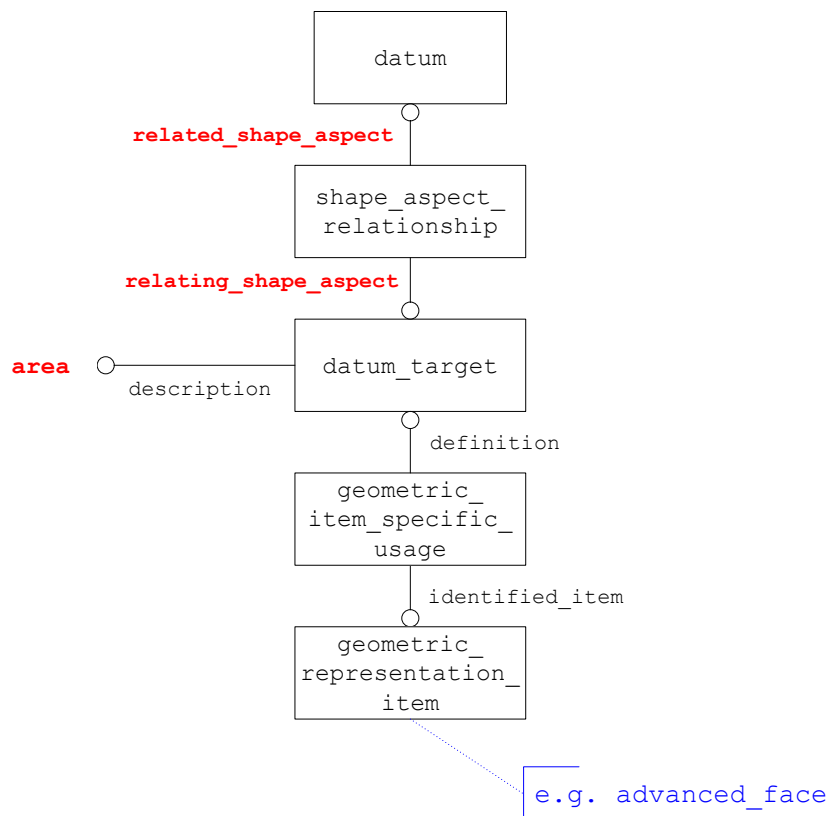 datum
related_shape_aspect
shape_aspect_
relationship
relating_shape_aspect
area
description
datum_target
definition
geometric_
item_specific_
usage
identified_item
geometric_
representation_
item
e.g. advanced_face